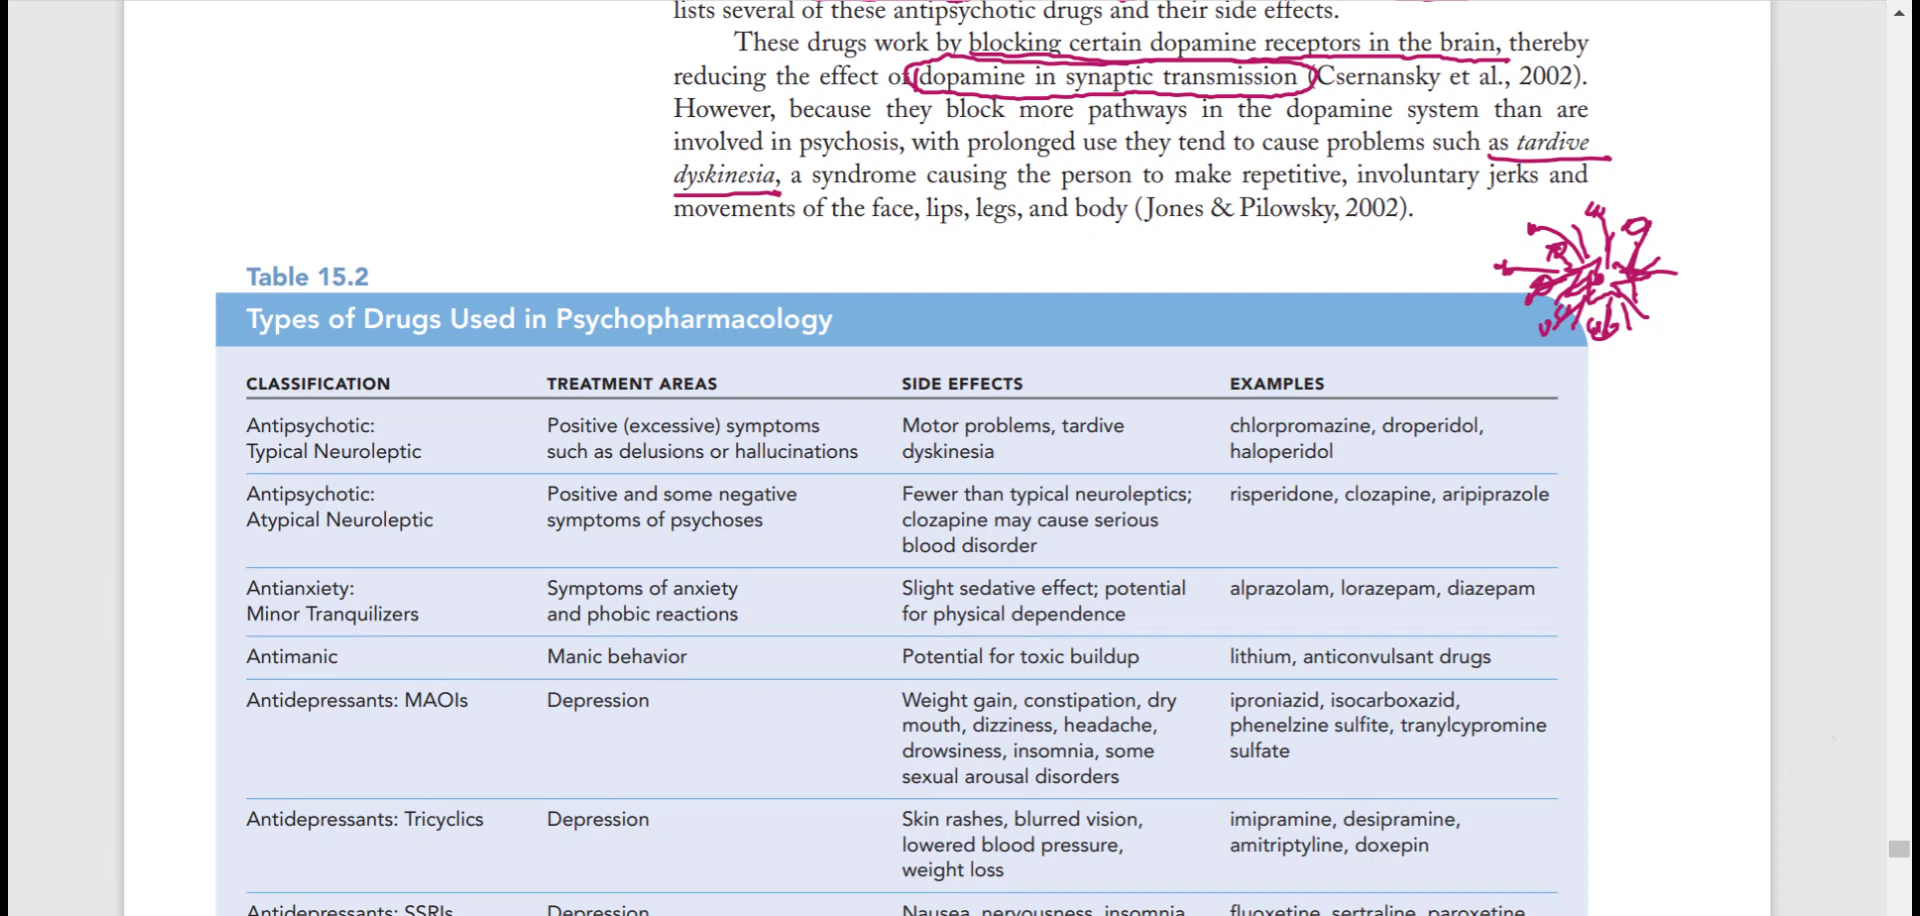 lists several of these antipsychotic drugs and their side effects.
These drugs work by blocking certain dopamine receptors in the brain, thereby
reducing the effect of dopamine in synaptic transmission (Csernansky et al., 2002).
However, because they block more pathways in the dopamine system than are
involved in psychosis, with prolonged use they tend to cause problems such as tardive
dyskinesia, a syndrome causing the person to make repetitive, involuntary jerks and
movements of the face, lips, legs, and body (Jones & Pilowsky, 2002).
Table 15.2
Types of Drugs Used in Psychopharmacology
CLASSIFICATION TREATMENT AREAS SIDE EFFECTS EXAMPLES
Antipsychotic: Positive (excessive) symptoms Motor problems, tardive chlorpromazine, droperidol,
Typical Neuroleptic such as delusions or hallucinations dyskinesia haloperidol
Antipsychotic: Positive and some negative Fewer than typical neuroleptics; risperidone, clozapine, aripiprazole
Atypical Neuroleptic symptoms of psychoses clozapine may cause serious
blood disorder
Antianxiety: Symptoms of anxiety Slight sedative effect; potential alprazolam, lorazepam, diazepam
Minor Tranquilizers and phobic reactions for physical dependence
Antimanic Manic behavior Potential for toxic buildup lithium, anticonvulsant drugs
Antidepressants: MAOIs Depression Weight gain, constipation, dry iproniazid, isocarboxazid,
mouth, dizziness, headache, phenelzine sulfite, tranylcypromine
drowsiness, insomnia, some sulfate
sexual arousal disorders
Antidepressants: Tricyclics Depression Skin rashes, blurred vision, imipramine, desipramine,
lowered blood pressure, amitriptyline, doxepin
weight loss
Antidepressants: SSRIs Depression Nausea, nervousness, insomnia, fluoxetine, sertraline, paroxetine,